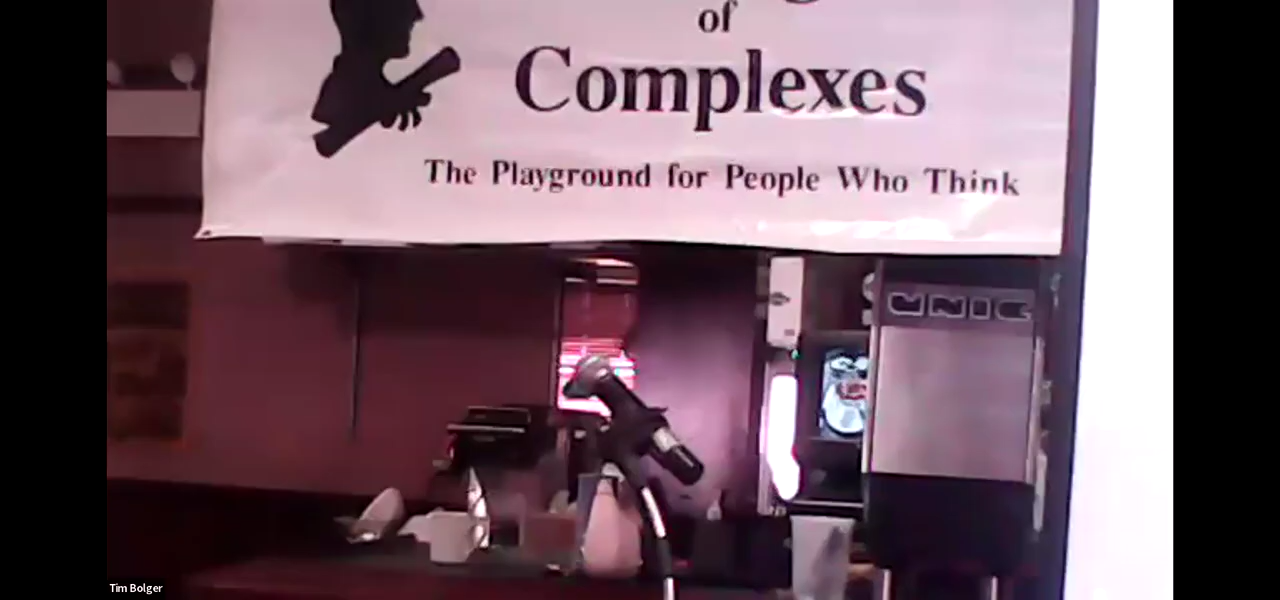 of
Complexes
The Playground for People Who Think
UNIC
Tim Bolger